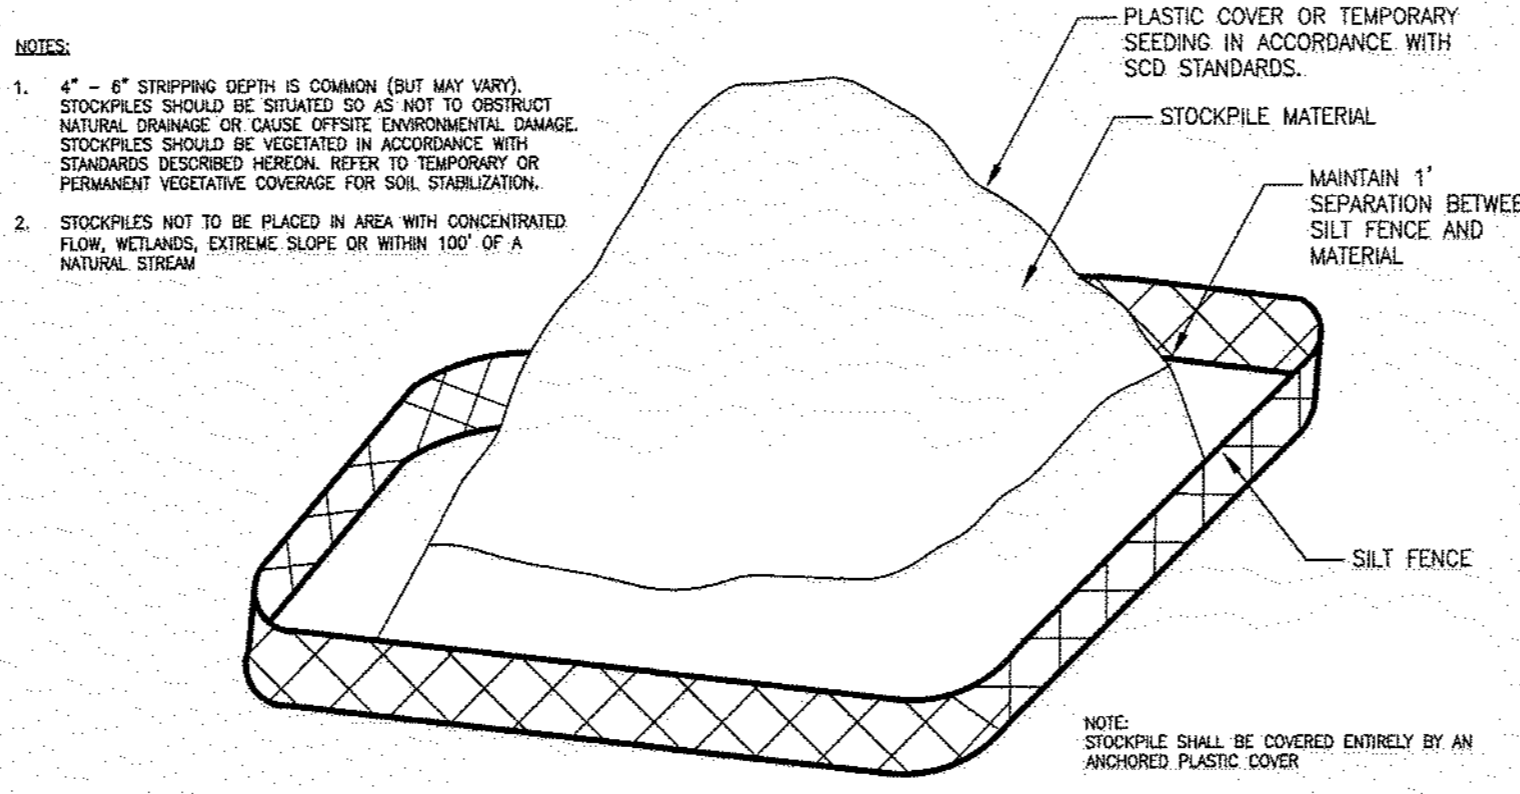 NOTES:
1. 4" - 6" STRIPPING DEPTH IS COMMON (BUT MAY VARY).
STOCKPILES SHOULD BE SITUATED SO AS NOT TO OBSTRUCT
NATURAL DRAINAGE OR CAUSE OFFSITE ENVIRONMENTAL DAMAGE.
STOCKPILES SHOULD BE VEGETATED IN ACCORDANCE WITH
STANDARDS DESCRIBED HEREON. REFER TO TEMPORARY OR
PERMANENT VEGETATIVE COVERAGE FOR SOIL STABILIZATION.
2. STOCKPILES NOT TO BE PLACED IN AREA WITH CONCENTRATED
FLOW, WETLANDS, EXTREME SLOPE OR WITHIN 100' OF A
NATURAL STREAM
PLASTIC COVER OR TEMPORARY
SEEDING IN ACCORDANCE WITH
SCD STANDARDS.
STOCKPILE MATERIAL
MAINTAIN 1'
SEPARATION BETWEE
SILT FENCE AND
MATERIAL
SILT FENCE
NOTE:
STOCKPILE SHALL BE COVERED ENTIRELY BY AN
ANCHORED PLASTIC COVER